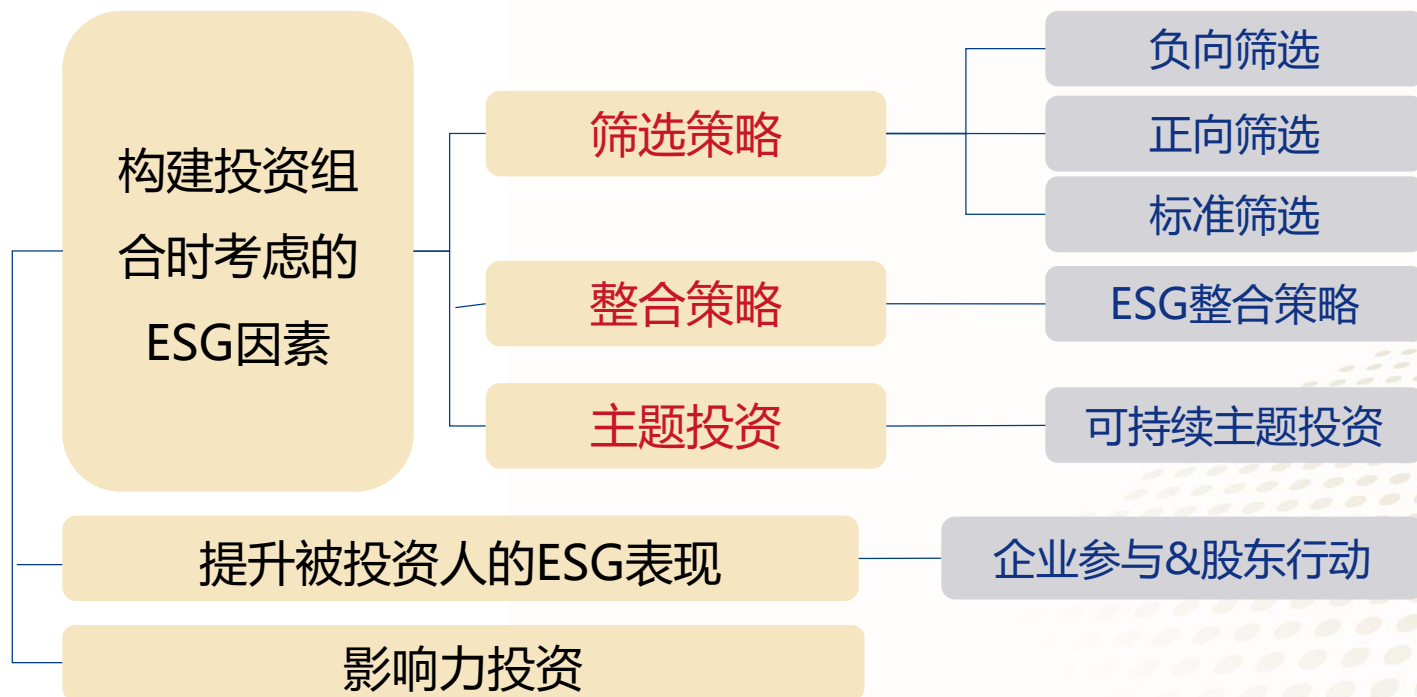 构建投资组
合时考虑的
ESG因素
筛选策略
负向筛选
正向筛选
标准筛选
整合策略
ESG整合策略
主题投资
可持续主题投资
提升被投资人的ESG表现
企业参与&股东行动
影响力投资